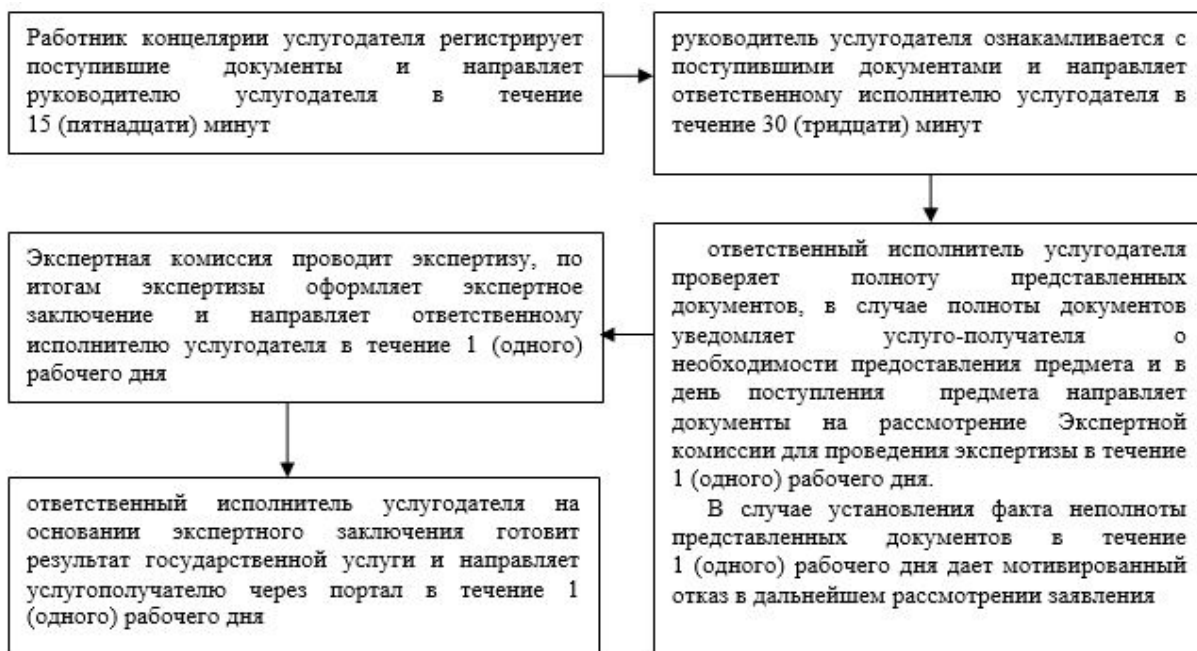 Работник концелярии услугодателя регистрирует
поступившие документы и направляет
руководителю услугодателя в течение
15 (пятнадцати) минут
руководитель услугодателя ознакамливается с
поступившими документами и направляет
ответственному исполнителю услугодателя в
течение 30 (тридцати) минут
ответственный исполнитель услугодателя
проверяет полноту представленных
документов, в случае полноты документов
уведомляет услуго-получателя о
необходимости предоставления предмета и в
день поступления предмета направляет
документы на рассмотрение Экспертной
комиссии для проведения экспертизы в течение
1 (одного) рабочего дня.
В случае установления факта неполноты
представленных документов в течение
1 (одного) рабочего дня дает мотивированный
отказ в дальнейшем рассмотрении заявления
Экспертная комиссия проводит экспертизу, по
итогам экспертизы оформляет экспертное
заключение и направляет ответственному
исполнителю услугодателя в течение 1 (одного)
рабочего дня
ответственный исполнитель услугодателя на
основании экспертного заключения готовит
результат государственной услуги и направляет
услугополучателю через портал в течение 1
(одного) рабочего дня